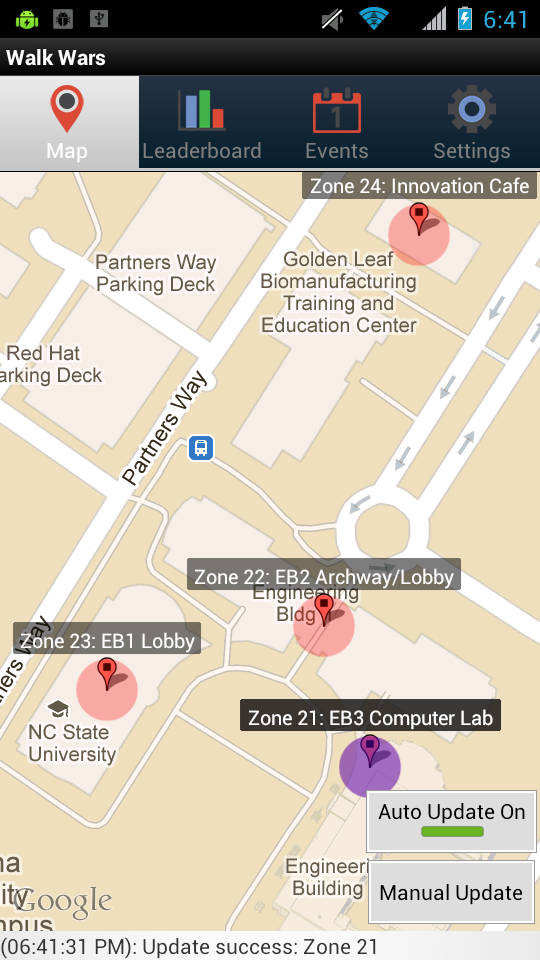 6:41
Walk Wars
Map
Leaderboard
1
Events
Settings
Zone 24: Innovation Cafe
Partners Way
Parking Deck
Golden Leaf
Biomanufacturing
Training and
Education Center
Red Hat
arking Deck
Partners Way
Zone 22: EB2 Archway/Lobby
Engineering
Bldg
Zone 23: EB1 Lobby
ners Way
Zone 21: EB3 Computer Lab
NC State
University
Auto Update On
Engineeri
Building
Manual Update
na
ity
mpus
Google
(06:41:31 PM): Update success: Zone 21